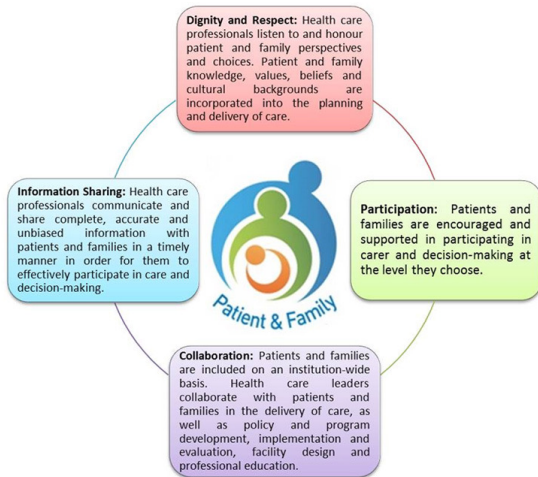 Dignity and Respect: Health care
professionals listen to and honour
patient and family perspectives
and choices. Patient and family
knowledge, values, beliefs and
cultural backgrounds are
incorporated into the planning
and delivery of care.
Information Sharing: Health care
professionals communicate and
share complete, accurate and
unbiased information with
patients and families in a timely
manner in order for them to
effectively participate in care and
decision-making.
Patient & Family
Participation: Patients and
families are encouraged and
supported in participating in
carer and decision-making at
the level they choose.
Collaboration: Patients and families
are included on an institution-wide
basis. Health care leaders
collaborate with patients and
families in the delivery of care, as
well as policy and program
development, implementation and
evaluation, facility design and
professional education.